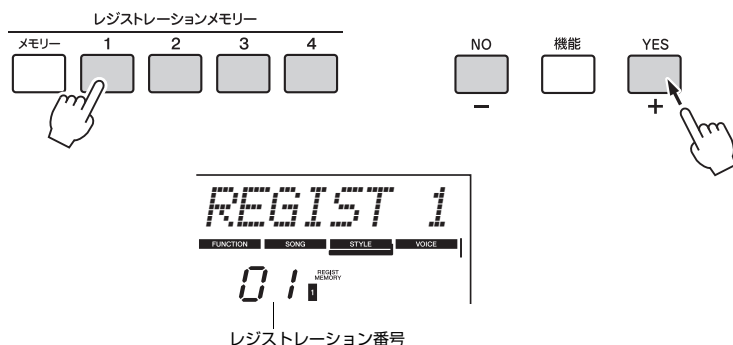 レジストレーションメモリー
メモリー 1 2 3 4
NO 機能 YES
− +
REGIST 1
FUNCTION SONG STYLE VOICE
01 REGIST MEMORY 1
レジストレーション番号